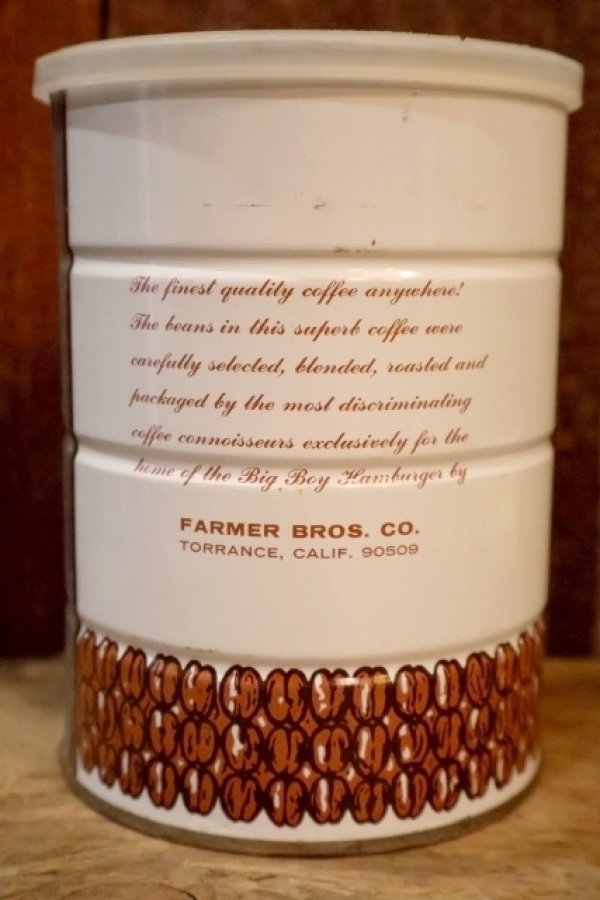 The finest quality coffee anywhere!
The beans in this superb coffee were
carefully selected, blended, roasted and
packaged by the most discriminating
coffee connoisseurs exclusively for the
home of the Big Boy Hamburger by
FARMER BROS. CO.
TORRANCE, CALIF. 90509